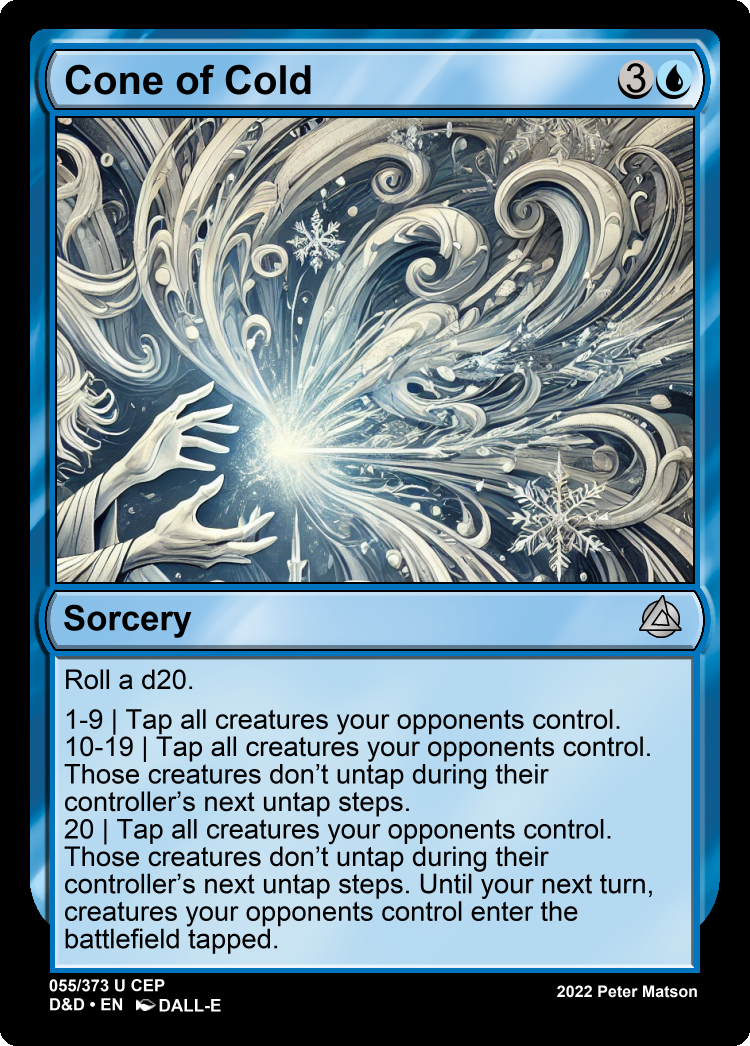 Cone of Cold 3
Sorcery
Roll a d20.
1-9 | Tap all creatures your opponents control.
10-19 | Tap all creatures your opponents control.
Those creatures don’t untap during their
controller’s next untap steps.
20 | Tap all creatures your opponents control.
Those creatures don’t untap during their
controller’s next untap steps. Until your next turn,
creatures your opponents control enter the
battlefield tapped.
055/373 U CEP
D&D • EN DALL-E
2022 Peter Matson